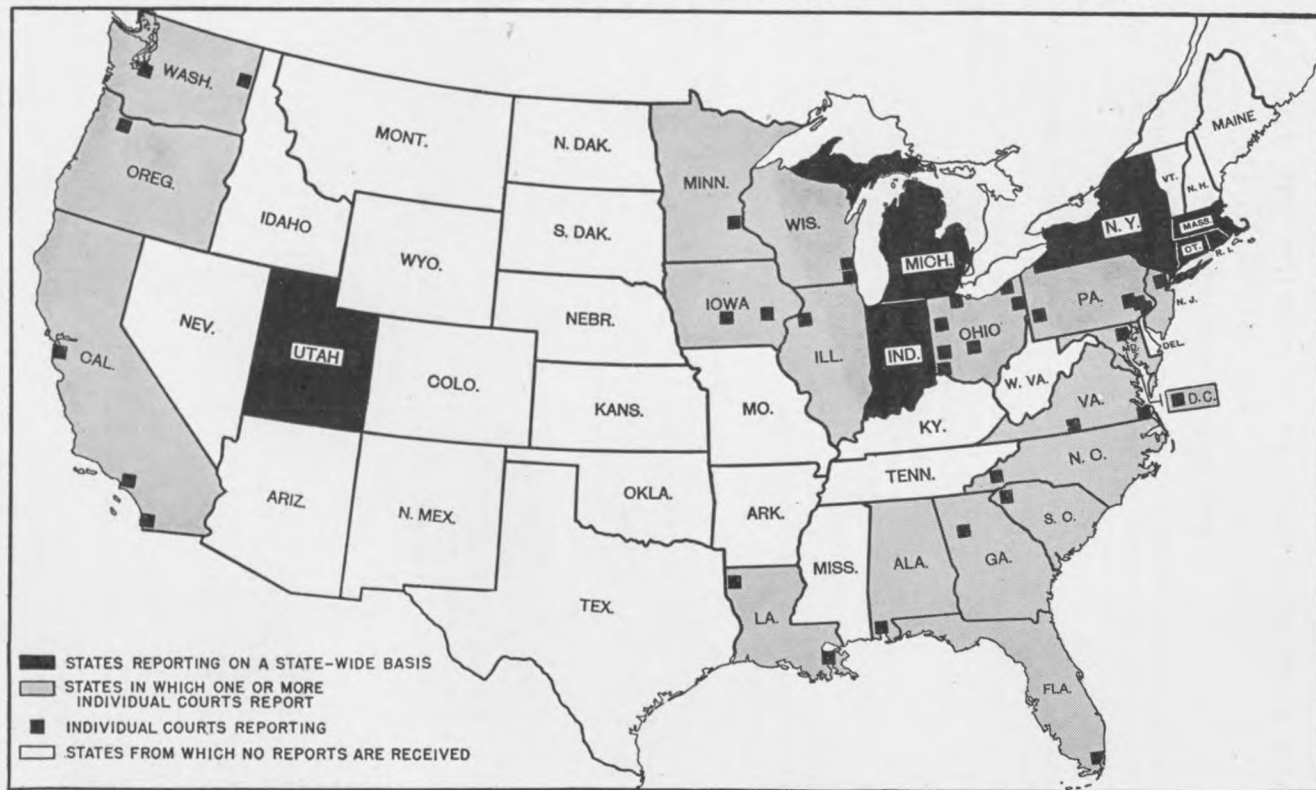 WASH.
MONT.
N. DAK.
MINN.
MAINE
VT.
N. H.
OREG.
IDAHO
S. DAK.
WIS.
N. Y.
MASS.
CT.
R. I.
WYO.
MICH.
IOWA
PA.
N. J.
NEV.
UTAH
NEBR.
ILL.
IND.
OHIO
MD.
DEL.
CAL.
COLO.
KANS.
MO.
W. VA.
VA.
D. C.
KY.
ARIZ.
N. MEX.
OKLA.
ARK.
TENN.
N. C.
S. C.
TEX.
LA.
MISS.
ALA.
GA.
FLA.
STATES REPORTING ON A STATE-WIDE BASIS
STATES IN WHICH ONE OR MORE
INDIVIDUAL COURTS REPORT
INDIVIDUAL COURTS REPORTING
STATES FROM WHICH NO REPORTS ARE RECEIVED